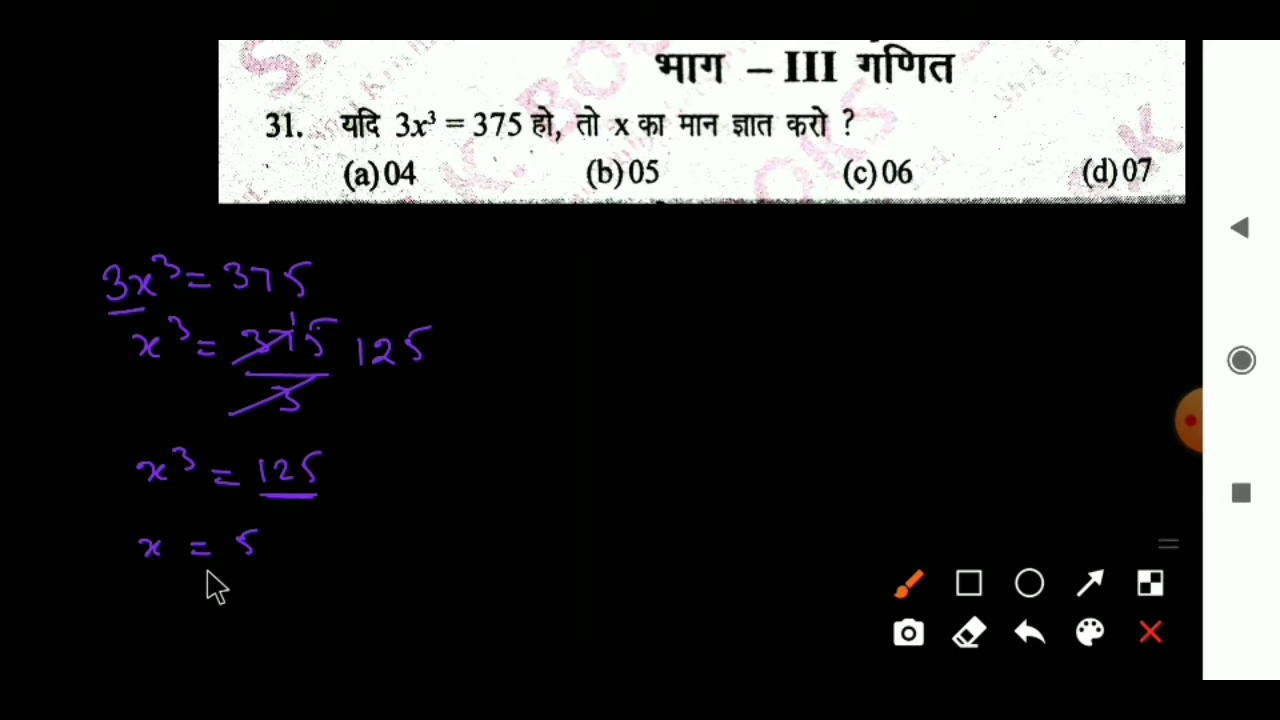 भाग – III गणित
31. यदि 3x³ = 375 हो, तो x का मान ज्ञात करो ?
(a) 04 (b) 05 (c) 06 (d) 07
3x³ = 375
x³ = 375 125
3
x³ = 125
x = 5